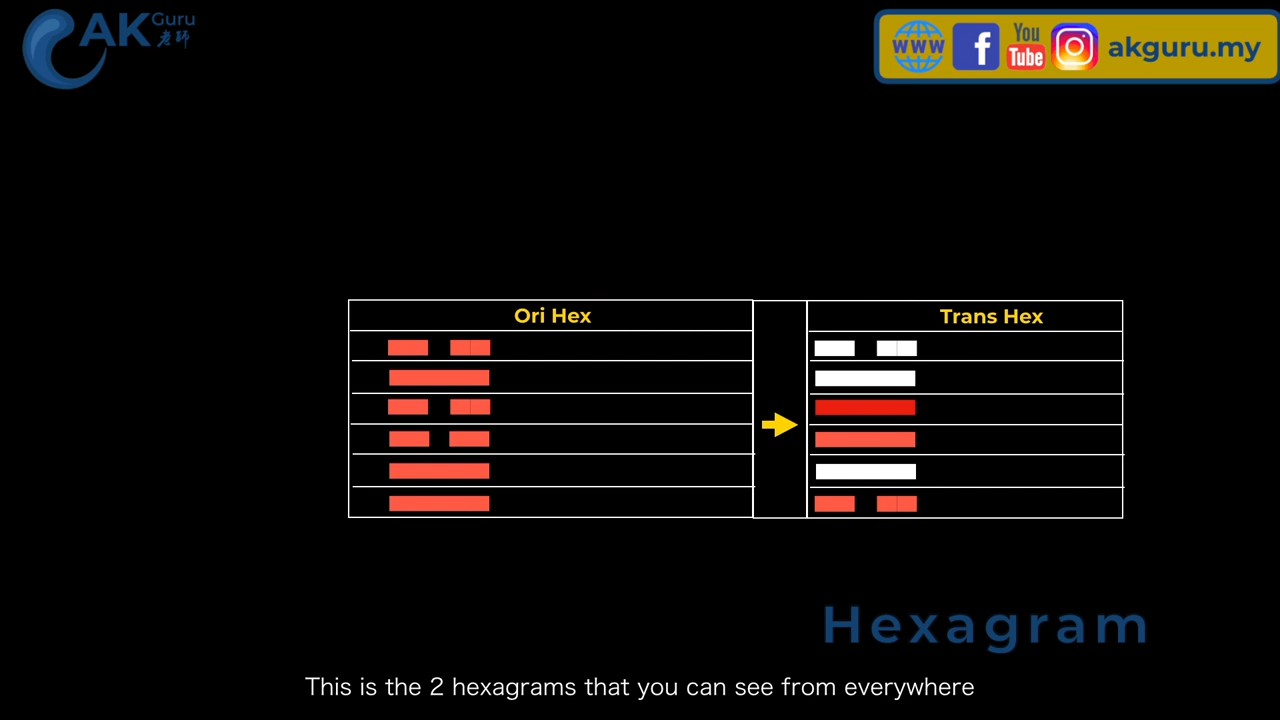 AK Guru
老師
WWW f You Tube akguru.my
Ori Hex
Trans Hex
Hexagram
This is the 2 hexagrams that you can see from everywhere